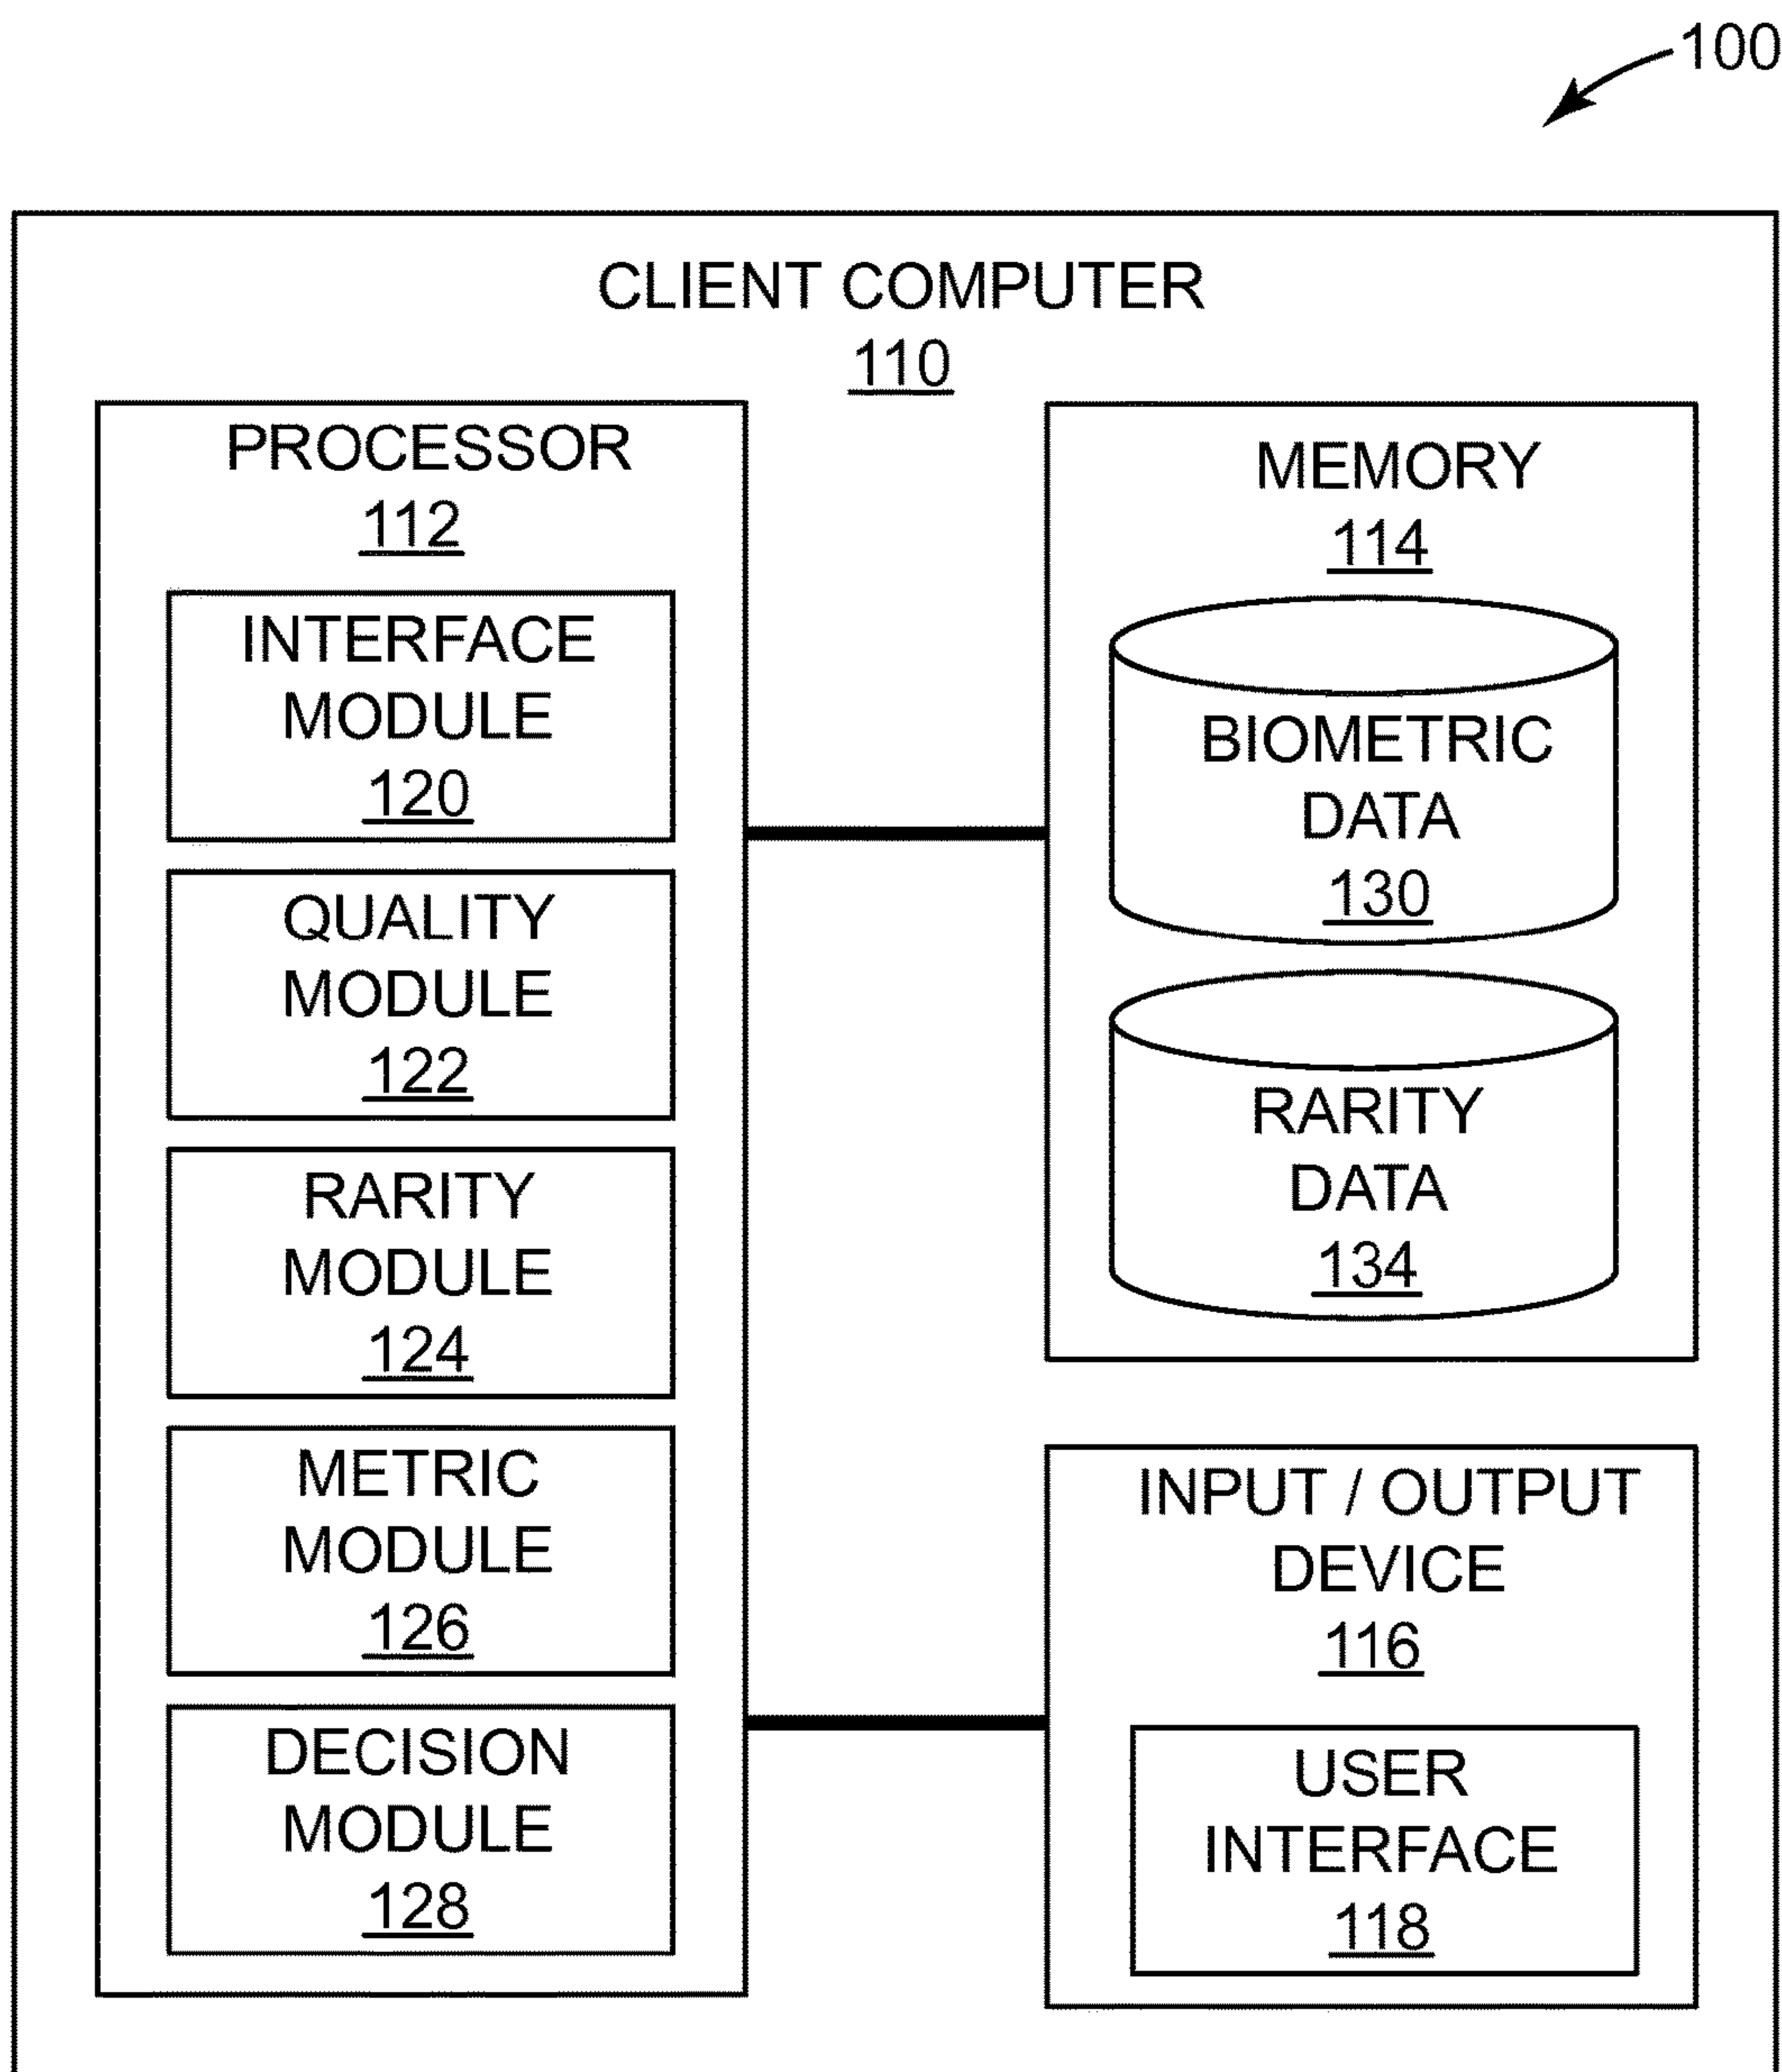 100
CLIENT COMPUTER
110
PROCESSOR
112
INTERFACE
MODULE
120
QUALITY
MODULE
122
RARITY
MODULE
124
METRIC
MODULE
126
DECISION
MODULE
128
MEMORY
114
BIOMETRIC
DATA
130
RARITY
DATA
134
INPUT / OUTPUT
DEVICE
116
USER
INTERFACE
118